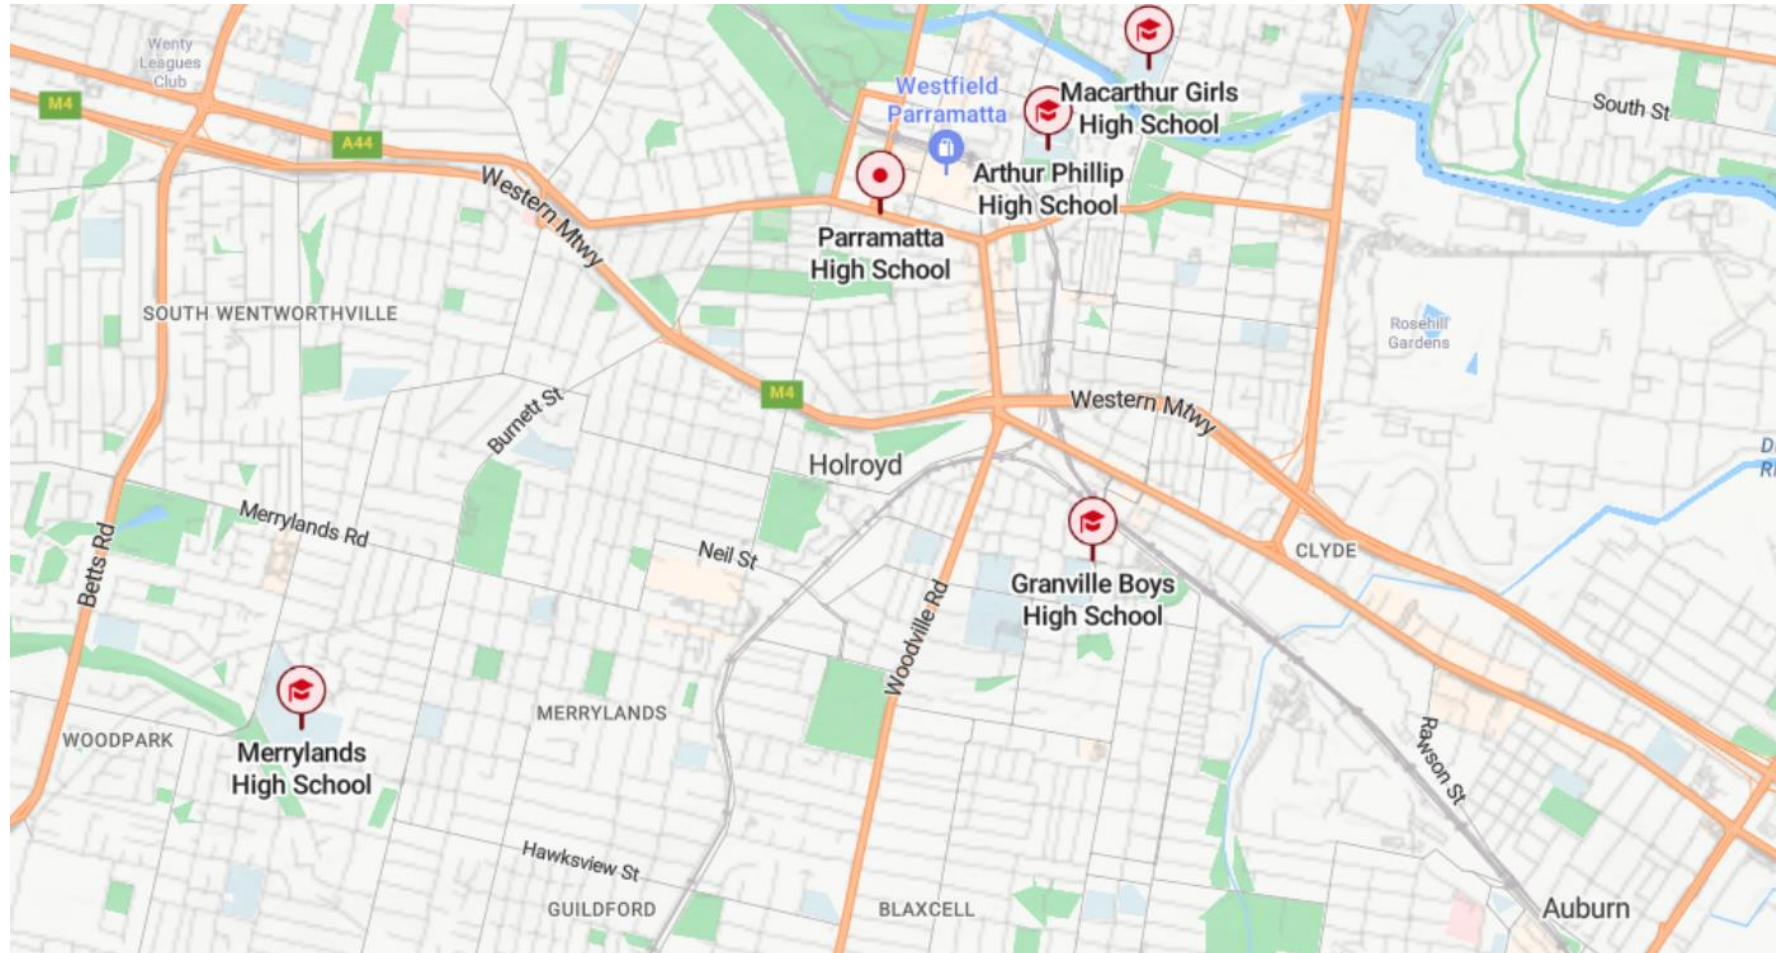 Wenty
Leagues
Club
M4
A44
Westfield
Parramatta
Macarthur Girls
High School
South St
Arthur Phillip
High School
Western Mtwy
Parramatta
High School
SOUTH WENTWORTHVILLE
Rosehill
Gardens
M4
Western Mtwy
Burnett St
Holroyd
Merrylands Rd
Betts Rd
Neil St
CLYDE
Granville Boys
High School
Woodville Rd
MERRYLANDS
WOODPARK
Merrylands
High School
Rawson St
Hawksview St
GUILDFORD
BLAXCELL
Auburn